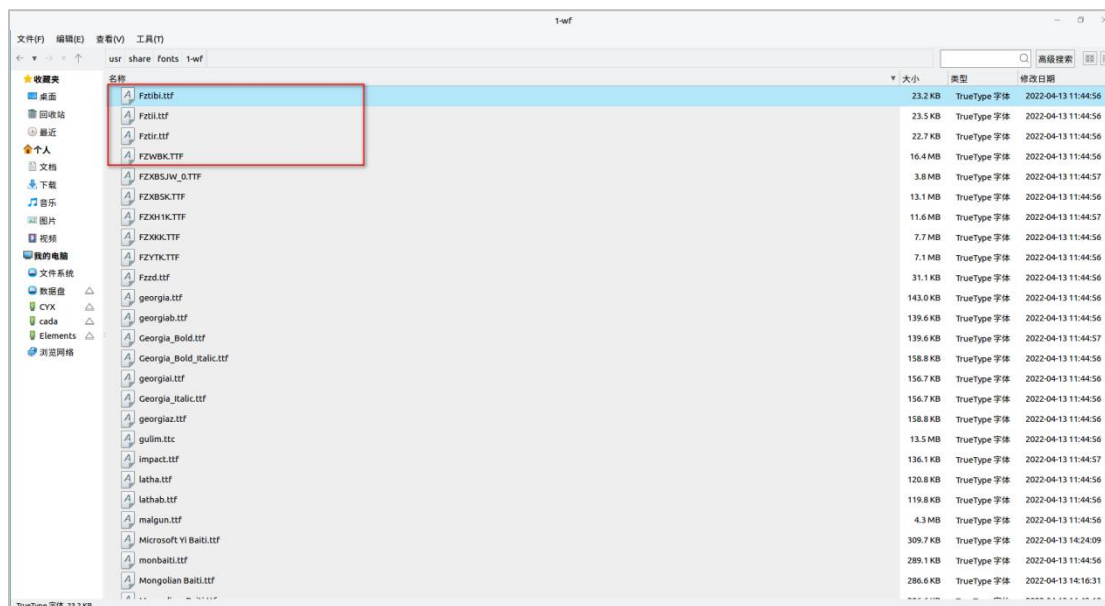 1-wf
文件(F) 编辑(E) 查看(V) 工具(T)
usr share fonts 1-wf 高级搜索
收藏夹 名称 大小 类型 修改日期
桌面 Fztibi.ttf 23.2 KB TrueType 字体 2022-04-13 11:44:56
回收站 Fztii.ttf 23.5 KB TrueType 字体 2022-04-13 11:44:56
最近 Fztir.ttf 22.7 KB TrueType 字体 2022-04-13 11:44:56
个人 FZWBK.TTF 16.4 MB TrueType 字体 2022-04-13 11:44:56
文档 FZXBSJW_0.TTF 3.8 MB TrueType 字体 2022-04-13 11:44:57
下载 FZXBSK.TTF 13.1 MB TrueType 字体 2022-04-13 11:44:56
音乐 FZXH1K.TTF 11.6 MB TrueType 字体 2022-04-13 11:44:57
图片 FZXKK.TTF 7.7 MB TrueType 字体 2022-04-13 11:44:56
视频 FZYTK.TTF 7.1 MB TrueType 字体 2022-04-13 11:44:56
我的电脑 Fzzd.ttf 31.1 KB TrueType 字体 2022-04-13 11:44:56
文件系统 georgia.ttf 143.0 KB TrueType 字体 2022-04-13 11:44:56
数据盘 georgiab.ttf 139.6 KB TrueType 字体 2022-04-13 11:44:56
CYX Georgia_Bold.ttf 139.6 KB TrueType 字体 2022-04-13 11:44:57
cada Georgia_Bold_Italic.ttf 158.8 KB TrueType 字体 2022-04-13 11:44:56
Elements georgiai.ttf 156.7 KB TrueType 字体 2022-04-13 11:44:56
浏览网络 Georgia_Italic.ttf 156.7 KB TrueType 字体 2022-04-13 11:44:56
georgiaz.ttf 158.8 KB TrueType 字体 2022-04-13 11:44:56
gulim.ttc 13.5 MB TrueType 字体 2022-04-13 11:44:56
impact.ttf 136.1 KB TrueType 字体 2022-04-13 11:44:57
latha.ttf 120.8 KB TrueType 字体 2022-04-13 11:44:56
lathab.ttf 119.8 KB TrueType 字体 2022-04-13 11:44:56
malgun.ttf 4.3 MB TrueType 字体 2022-04-13 11:44:56
Microsoft Yi Baiti.ttf 309.7 KB TrueType 字体 2022-04-13 14:24:09
monbaiti.ttf 289.1 KB TrueType 字体 2022-04-13 11:44:56
Mongolian Baiti.ttf 286.6 KB TrueType 字体 2022-04-13 14:16:31
TrueType 字体 23.2 KB